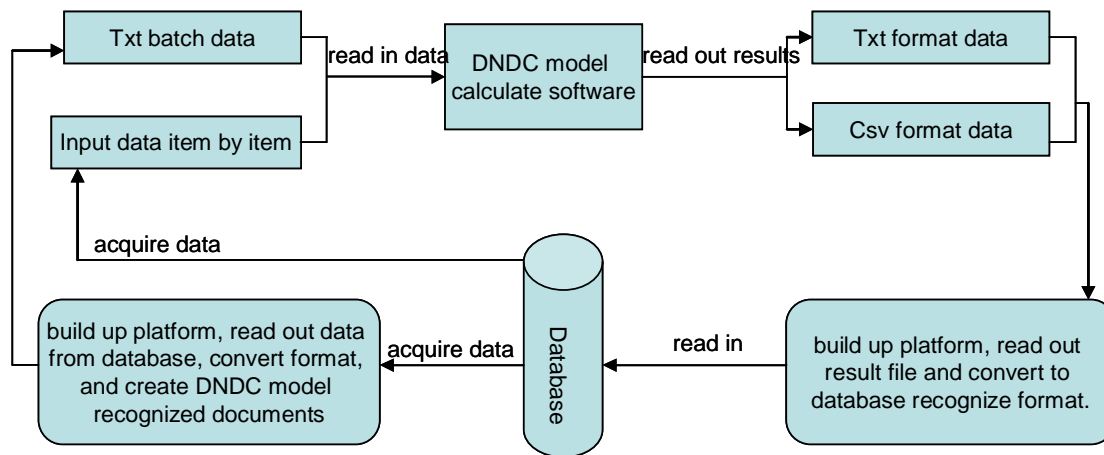 Txt batch data
read in data
DNDC model
calculate software
read out results
Txt format data
Input data item by item
Csv format data
acquire data
build up platform, read out data
from database, convert format,
and create DNDC model
recognized documents
acquire data
Database
read in
build up platform, read out
result file and convert to
database recognize format.